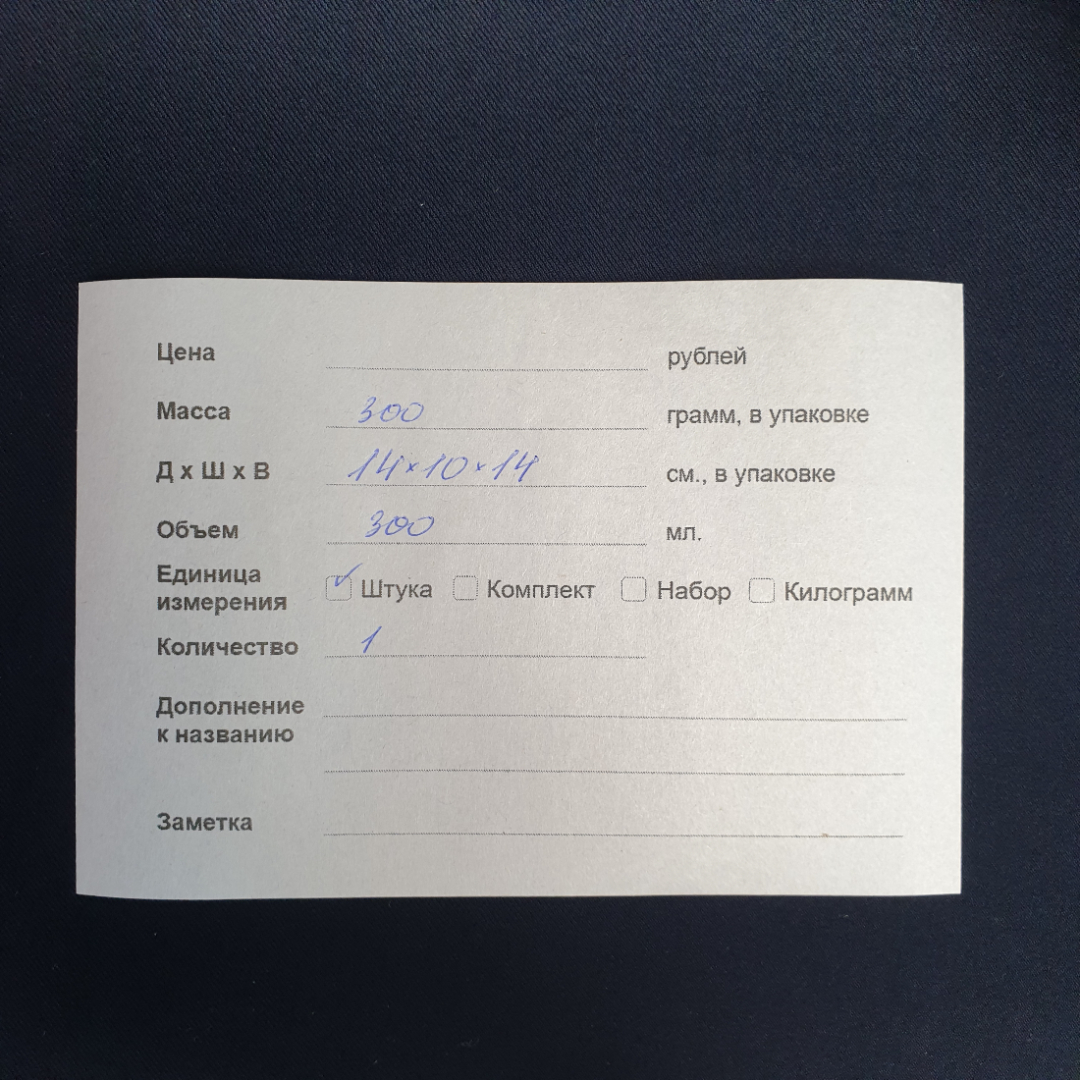 Цена рублей
Масса 300 грамм, в упаковке
Д х Ш х В 14×10×14 см., в упаковке
Объем 300 мл.
Единица
измерения Штука Комплект Набор Килограмм
Количество 1
Дополнение
к названию
Заметка